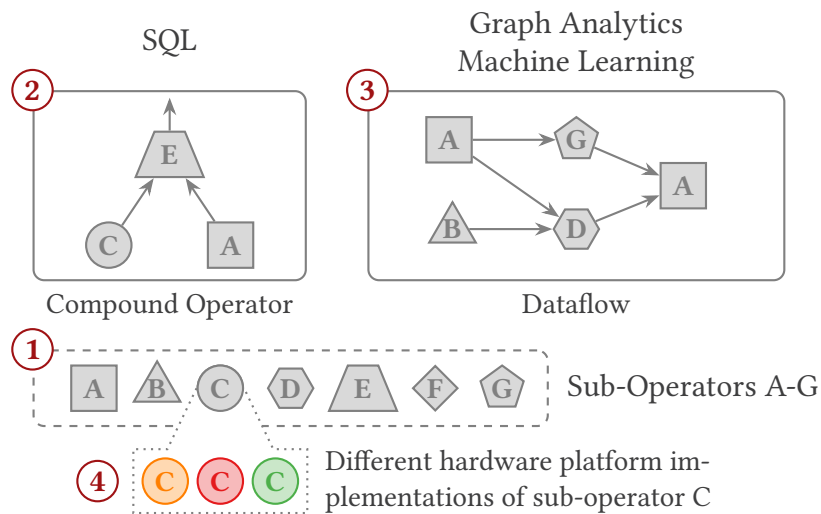 SQL
Graph Analytics
Machine Learning
2
3
E
C
A
A
G
A
B
D
Compound Operator
Dataflow
1
A
B
C
D
E
F
G
Sub-Operators A-G
4
C
C
C
Different hardware platform im-
plementations of sub-operator C